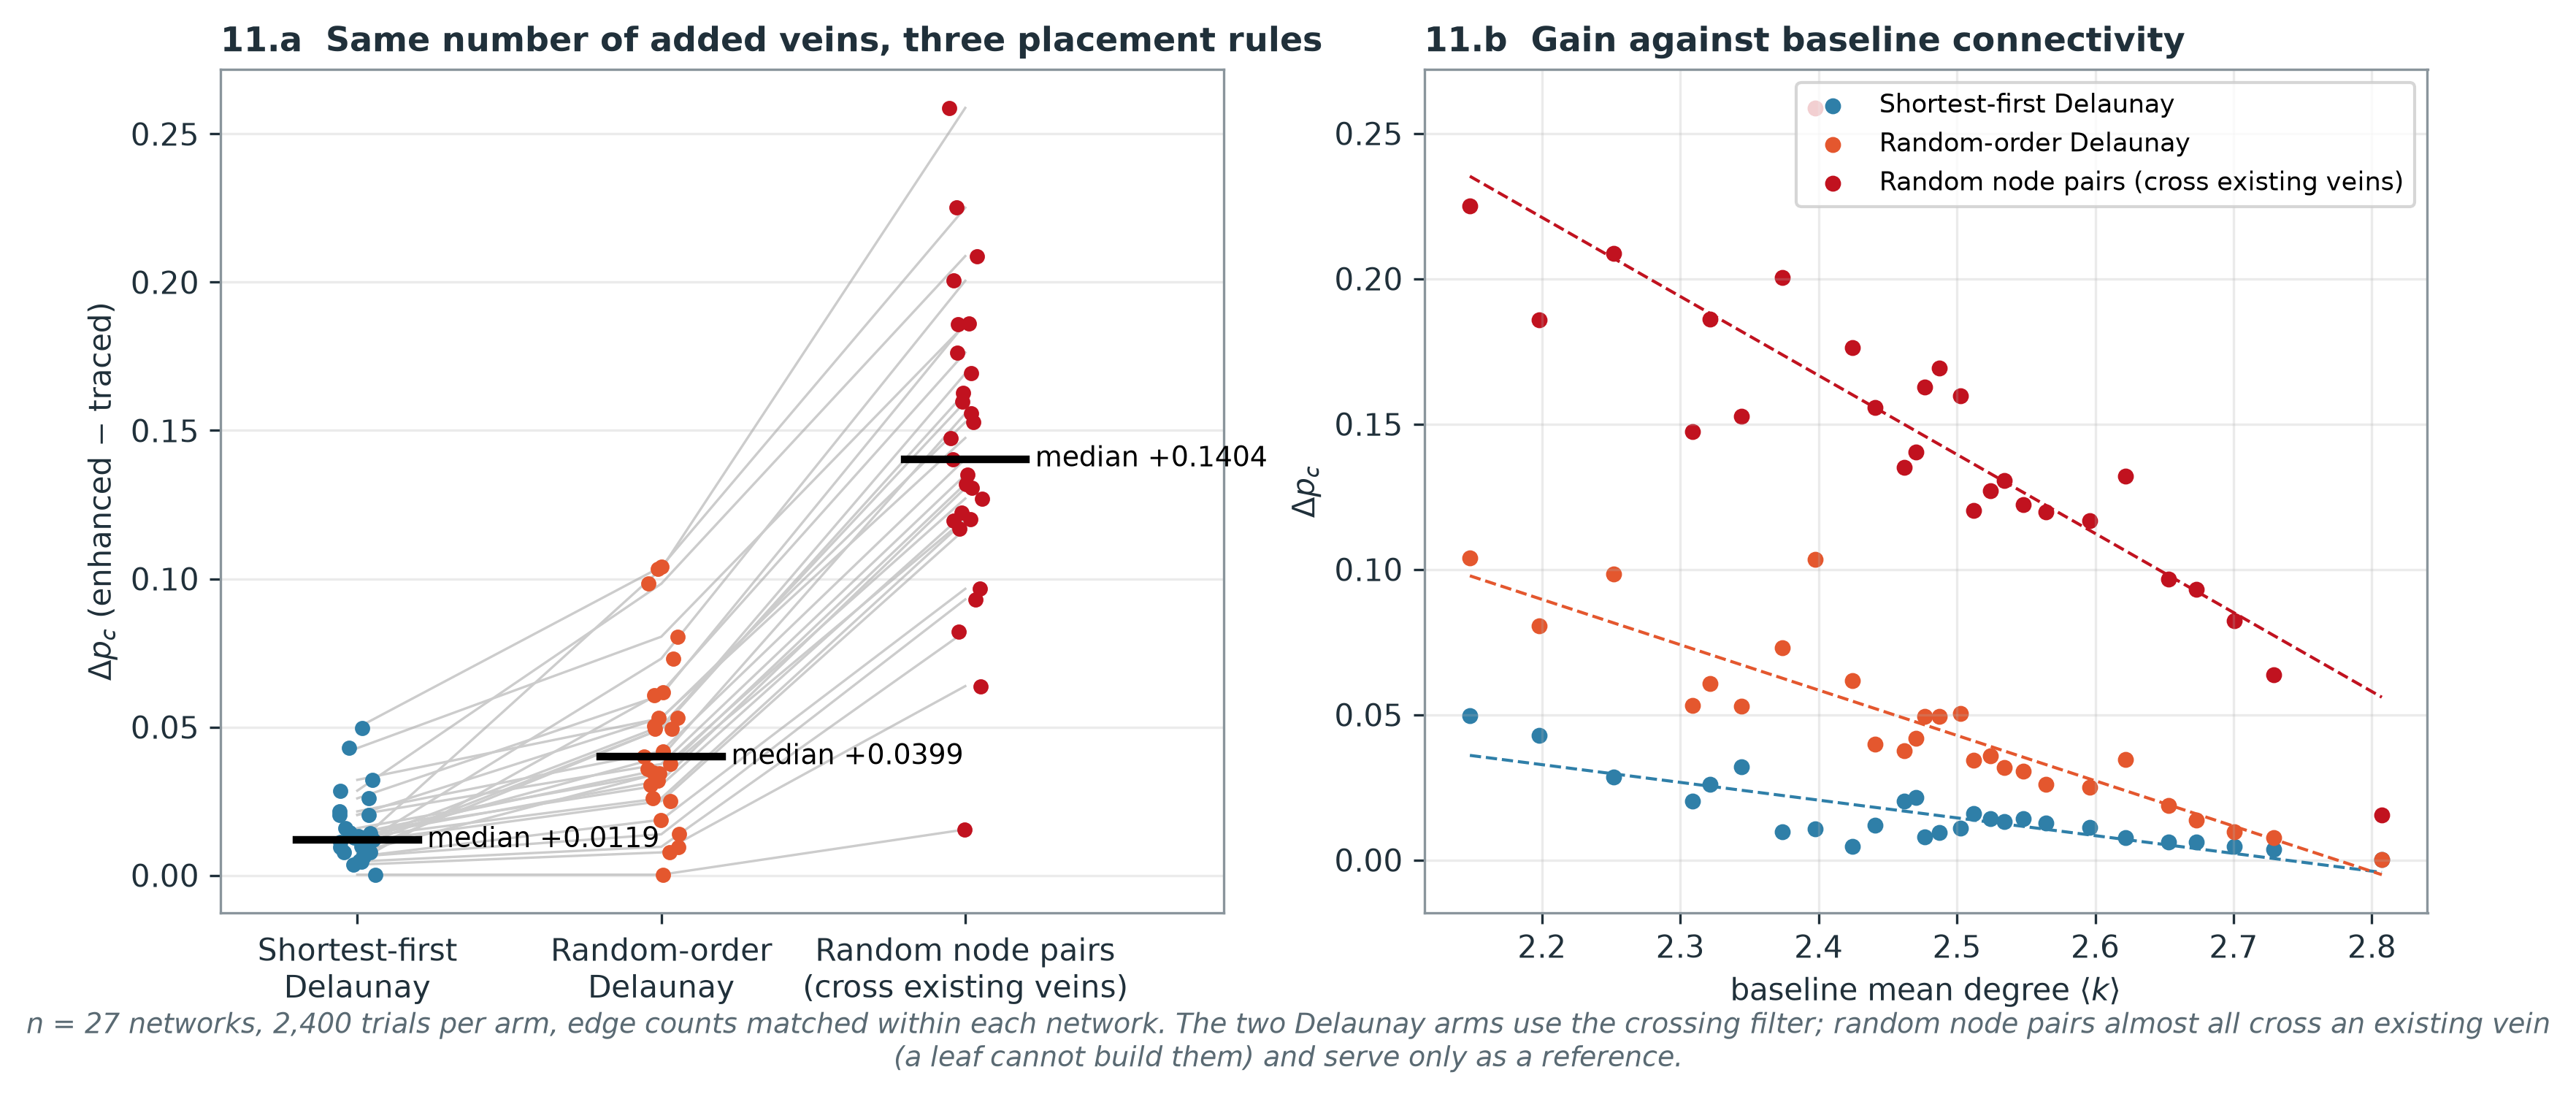 11.a  Same number of added veins, three placement rules
Δpc (enhanced − traced)
0.25
0.20
0.15
0.10
0.05
0.00
median +0.0119
median +0.0399
median +0.1404
Shortest-first
Delaunay
Random-order
Delaunay
Random node pairs
(cross existing veins)
11.b  Gain against baseline connectivity
Δpc
0.25
0.20
0.15
0.10
0.05
0.00
Shortest-first Delaunay
Random-order Delaunay
Random node pairs (cross existing veins)
2.2 2.3 2.4 2.5 2.6 2.7 2.8
baseline mean degree ⟨k⟩
n = 27 networks, 2,400 trials per arm, edge counts matched within each network. The two Delaunay arms use the crossing filter; random node pairs almost all cross an existing vein
(a leaf cannot build them) and serve only as a reference.